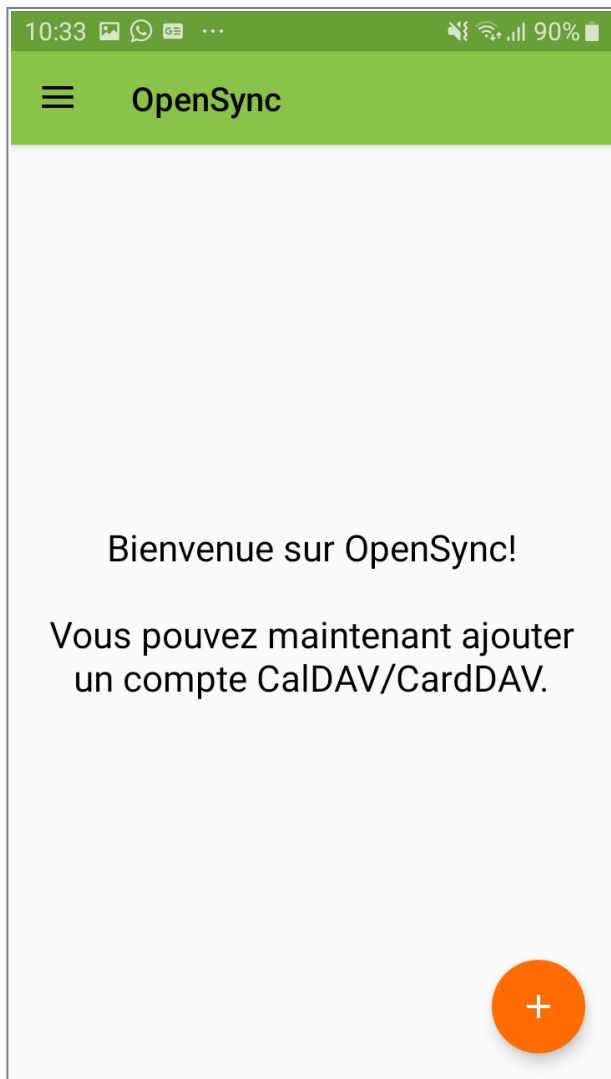 10:33 ... 90%
OpenSync
Bienvenue sur OpenSync!
Vous pouvez maintenant ajouter
un compte CalDAV/CardDAV.
+